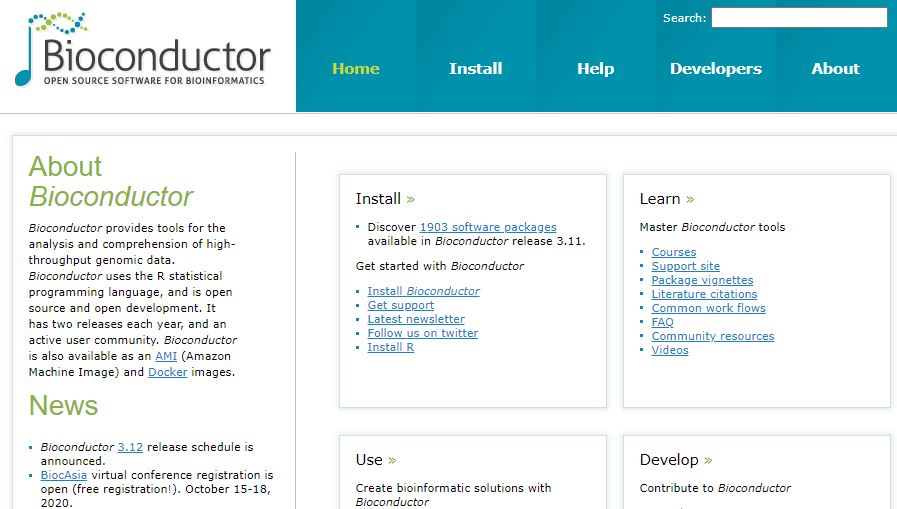 Bioconductor
OPEN SOURCE SOFTWARE FOR BIOINFORMATICS
Search:
Home
Install
Help
Developers
About
About
Bioconductor
Bioconductor provides tools for the
analysis and comprehension of high-
throughput genomic data.
Bioconductor uses the R statistical
programming language, and is open
source and open development. It
has two releases each year, and an
active user community. Bioconductor
is also available as an AMI (Amazon
Machine Image) and Docker images.
News
Bioconductor 3.12 release schedule is
announced.
BiocAsia virtual conference registration is
open (free registration!). October 15-18,
2020.
Install »
Discover 1903 software packages
available in Bioconductor release 3.11.
Get started with Bioconductor
Install Bioconductor
Get support
Latest newsletter
Follow us on twitter
Install R
Learn »
Master Bioconductor tools
Courses
Support site
Package vignettes
Literature citations
Common work flows
FAQ
Community resources
Videos
Use »
Create bioinformatic solutions with
Bioconductor
Develop »
Contribute to Bioconductor